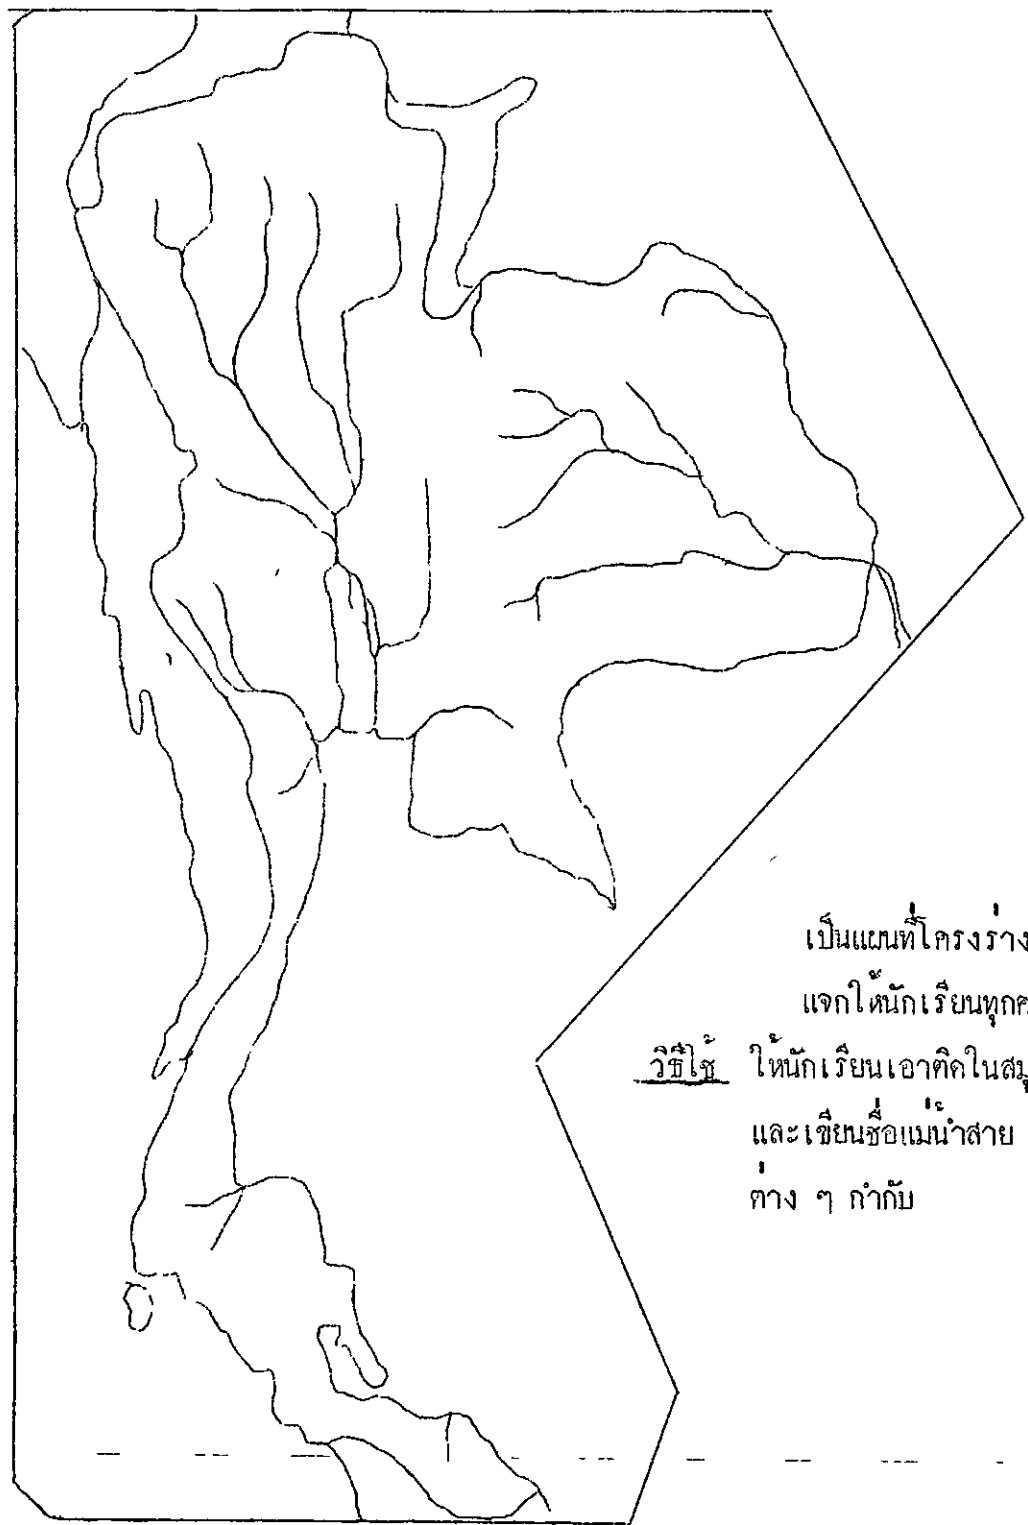 เป็นแผนที่โครงร่าง
แจกให้นักเรียนทุกค
วิธีใช้ ให้นักเรียนเอาติดในสมุ
และเขียนชื่อแม่น้ำสาย
ต่าง ๆ กำกับ